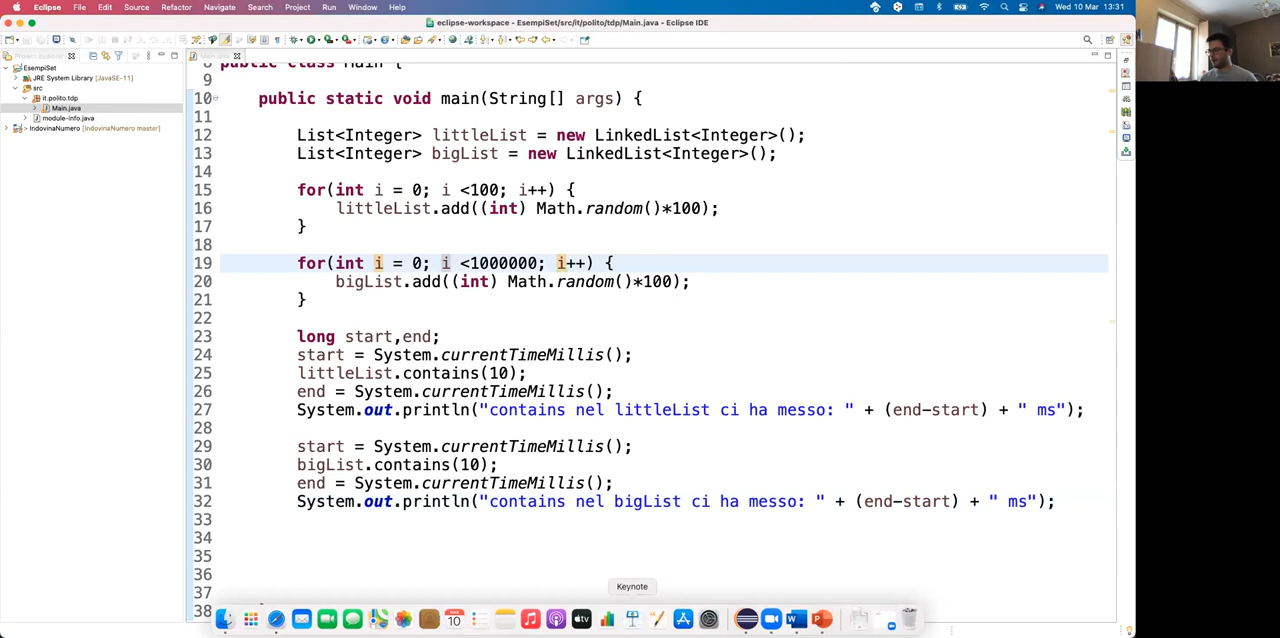 Eclipse File Edit Source Refactor Navigate Search Project Run Window Help Wed 10 Mar 13:31
eclipse-workspace - EsempiSet/src/it/polito/tdp/Main.java - Eclipse IDE
EsempiSet
JRE System Library [JavaSE-11]
src
it.polito.tdp
Main.java
module-info.java
> IndovinaNumero [IndovinaNumero master]
8 public class Main {
9
10 public static void main(String[] args) {
11
12 List<Integer> littleList = new LinkedList<Integer>();
13 List<Integer> bigList = new LinkedList<Integer>();
14
15 for(int i = 0; i <100; i++) {
16 littleList.add((int) Math.random()*100);
17 }
18
19 for(int i = 0; i <1000000; i++) {
20 bigList.add((int) Math.random()*100);
21 }
22
23 long start,end;
24 start = System.currentTimeMillis();
25 littleList.contains(10);
26 end = System.currentTimeMillis();
27 System.out.println("contains nel littleList ci ha messo: " + (end-start) + " ms");
28
29 start = System.currentTimeMillis();
30 bigList.contains(10);
31 end = System.currentTimeMillis();
32 System.out.println("contains nel bigList ci ha messo: " + (end-start) + " ms");
33
34
35
36
37
38
Keynote